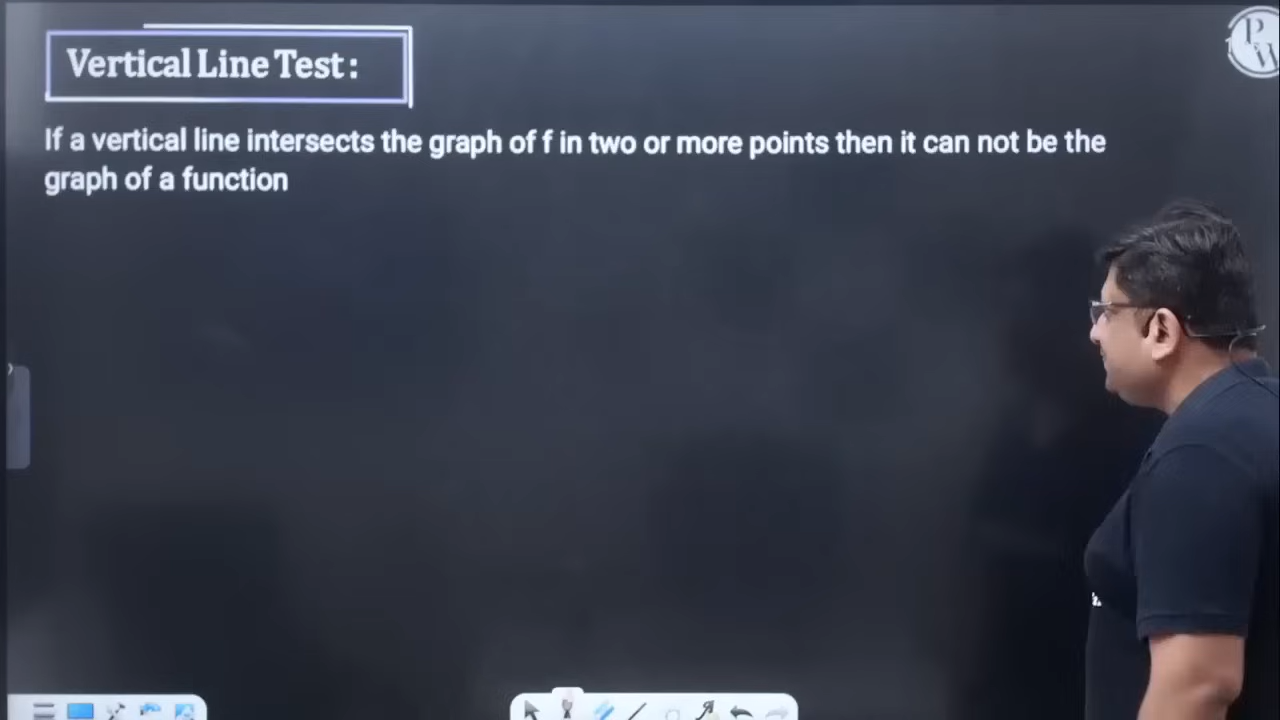 Vertical Line Test :
P
W
If a vertical line intersects the graph of f in two or more points then it can not be the
graph of a function